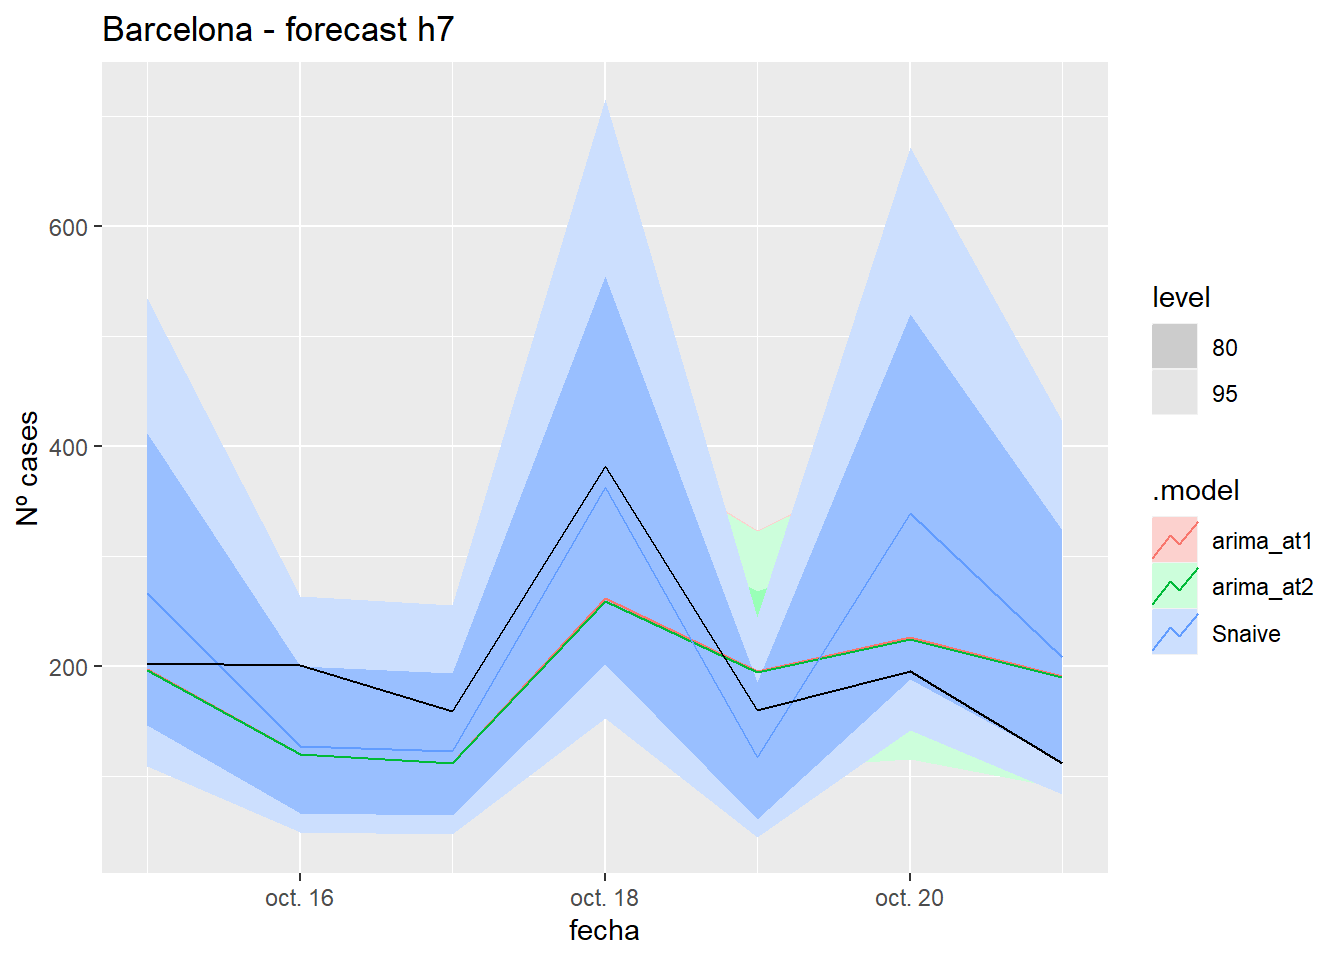 Barcelona - forecast h7
Nº cases
600
400
200
oct. 16
oct. 18
oct. 20
fecha
level
80
95
.model
arima_at1
arima_at2
Snaive